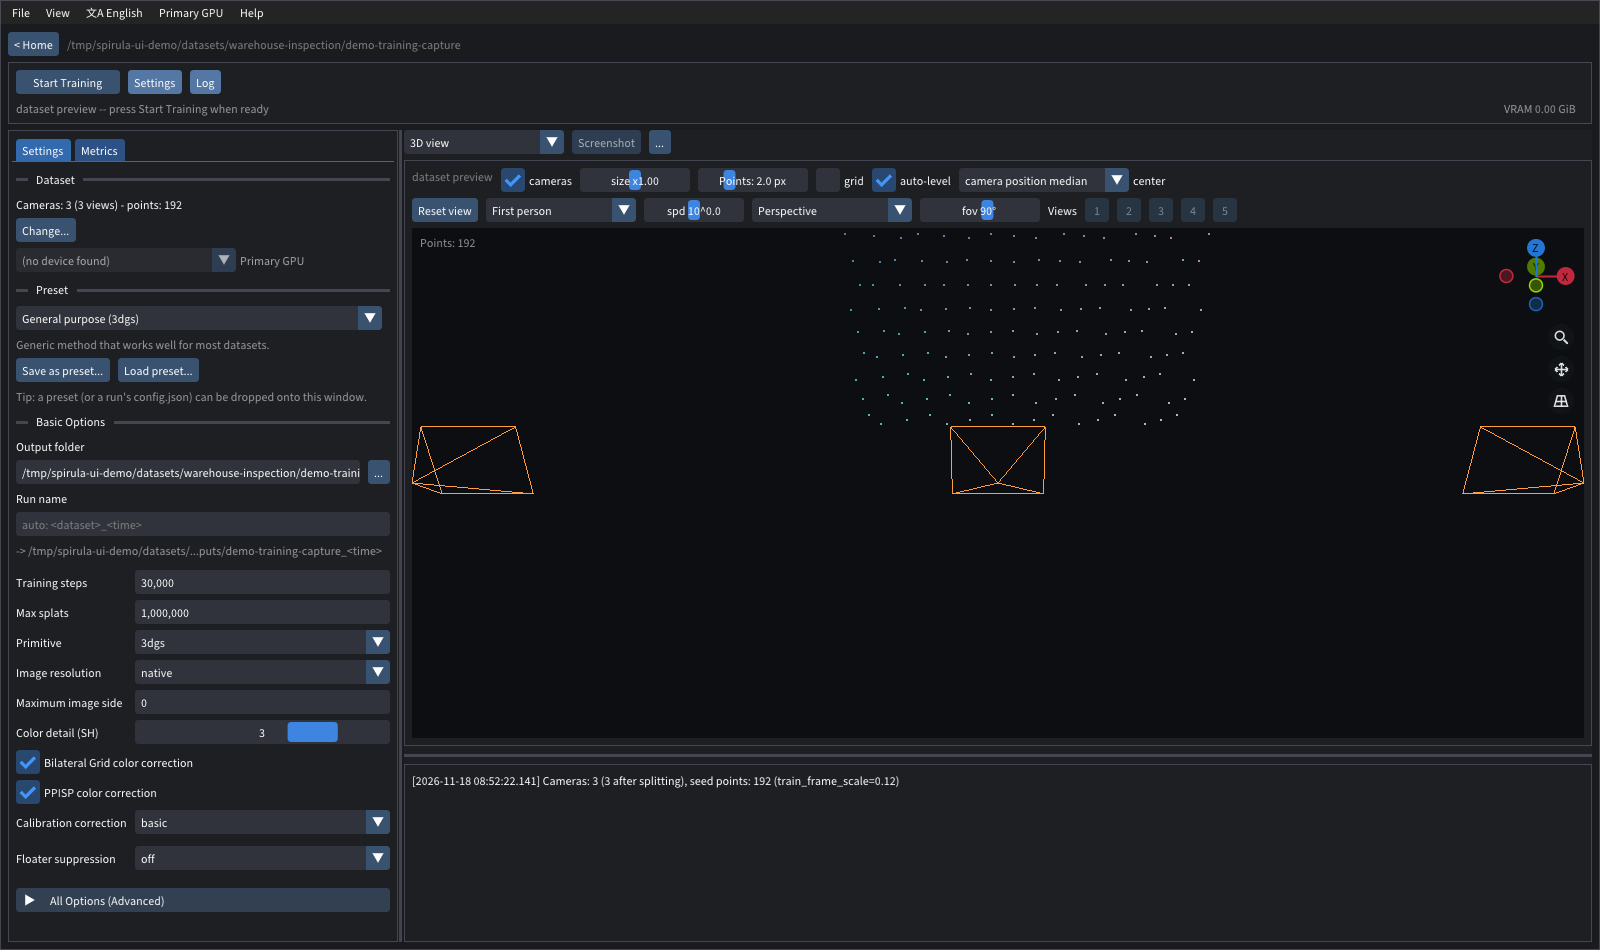 File View 文A English Primary GPU Help
< Home /tmp/spirula-ui-demo/datasets/warehouse-inspection/demo-training-capture
Start Training Settings Log
dataset preview -- press Start Training when ready VRAM 0.00 GiB
Settings Metrics
Dataset
Cameras: 3 (3 views) - points: 192
Change...
(no device found) Primary GPU
Preset
General purpose (3dgs)
Generic method that works well for most datasets.
Save as preset... Load preset...
Tip: a preset (or a run's config.json) can be dropped onto this window.
Basic Options
Output folder
/tmp/spirula-ui-demo/datasets/warehouse-inspection/demo-traini ...
Run name
auto: <dataset>_<time>
-> /tmp/spirula-ui-demo/datasets/...puts/demo-training-capture_<time>
Training steps 30,000
Max splats 1,000,000
Primitive 3dgs
Image resolution native
Maximum image side 0
Color detail (SH) 3
Bilateral Grid color correction
PPISP color correction
Calibration correction basic
Floater suppression off
All Options (Advanced)
3D view Screenshot ...
dataset preview cameras size x1.00 Points: 2.0 px grid auto-level camera position median center
Reset view First person spd 10^0.0 Perspective fov 90° Views 1 2 3 4 5
Points: 192
Z
X
[2026-11-18 08:52:22.141] Cameras: 3 (3 after splitting), seed points: 192 (train_frame_scale=0.12)